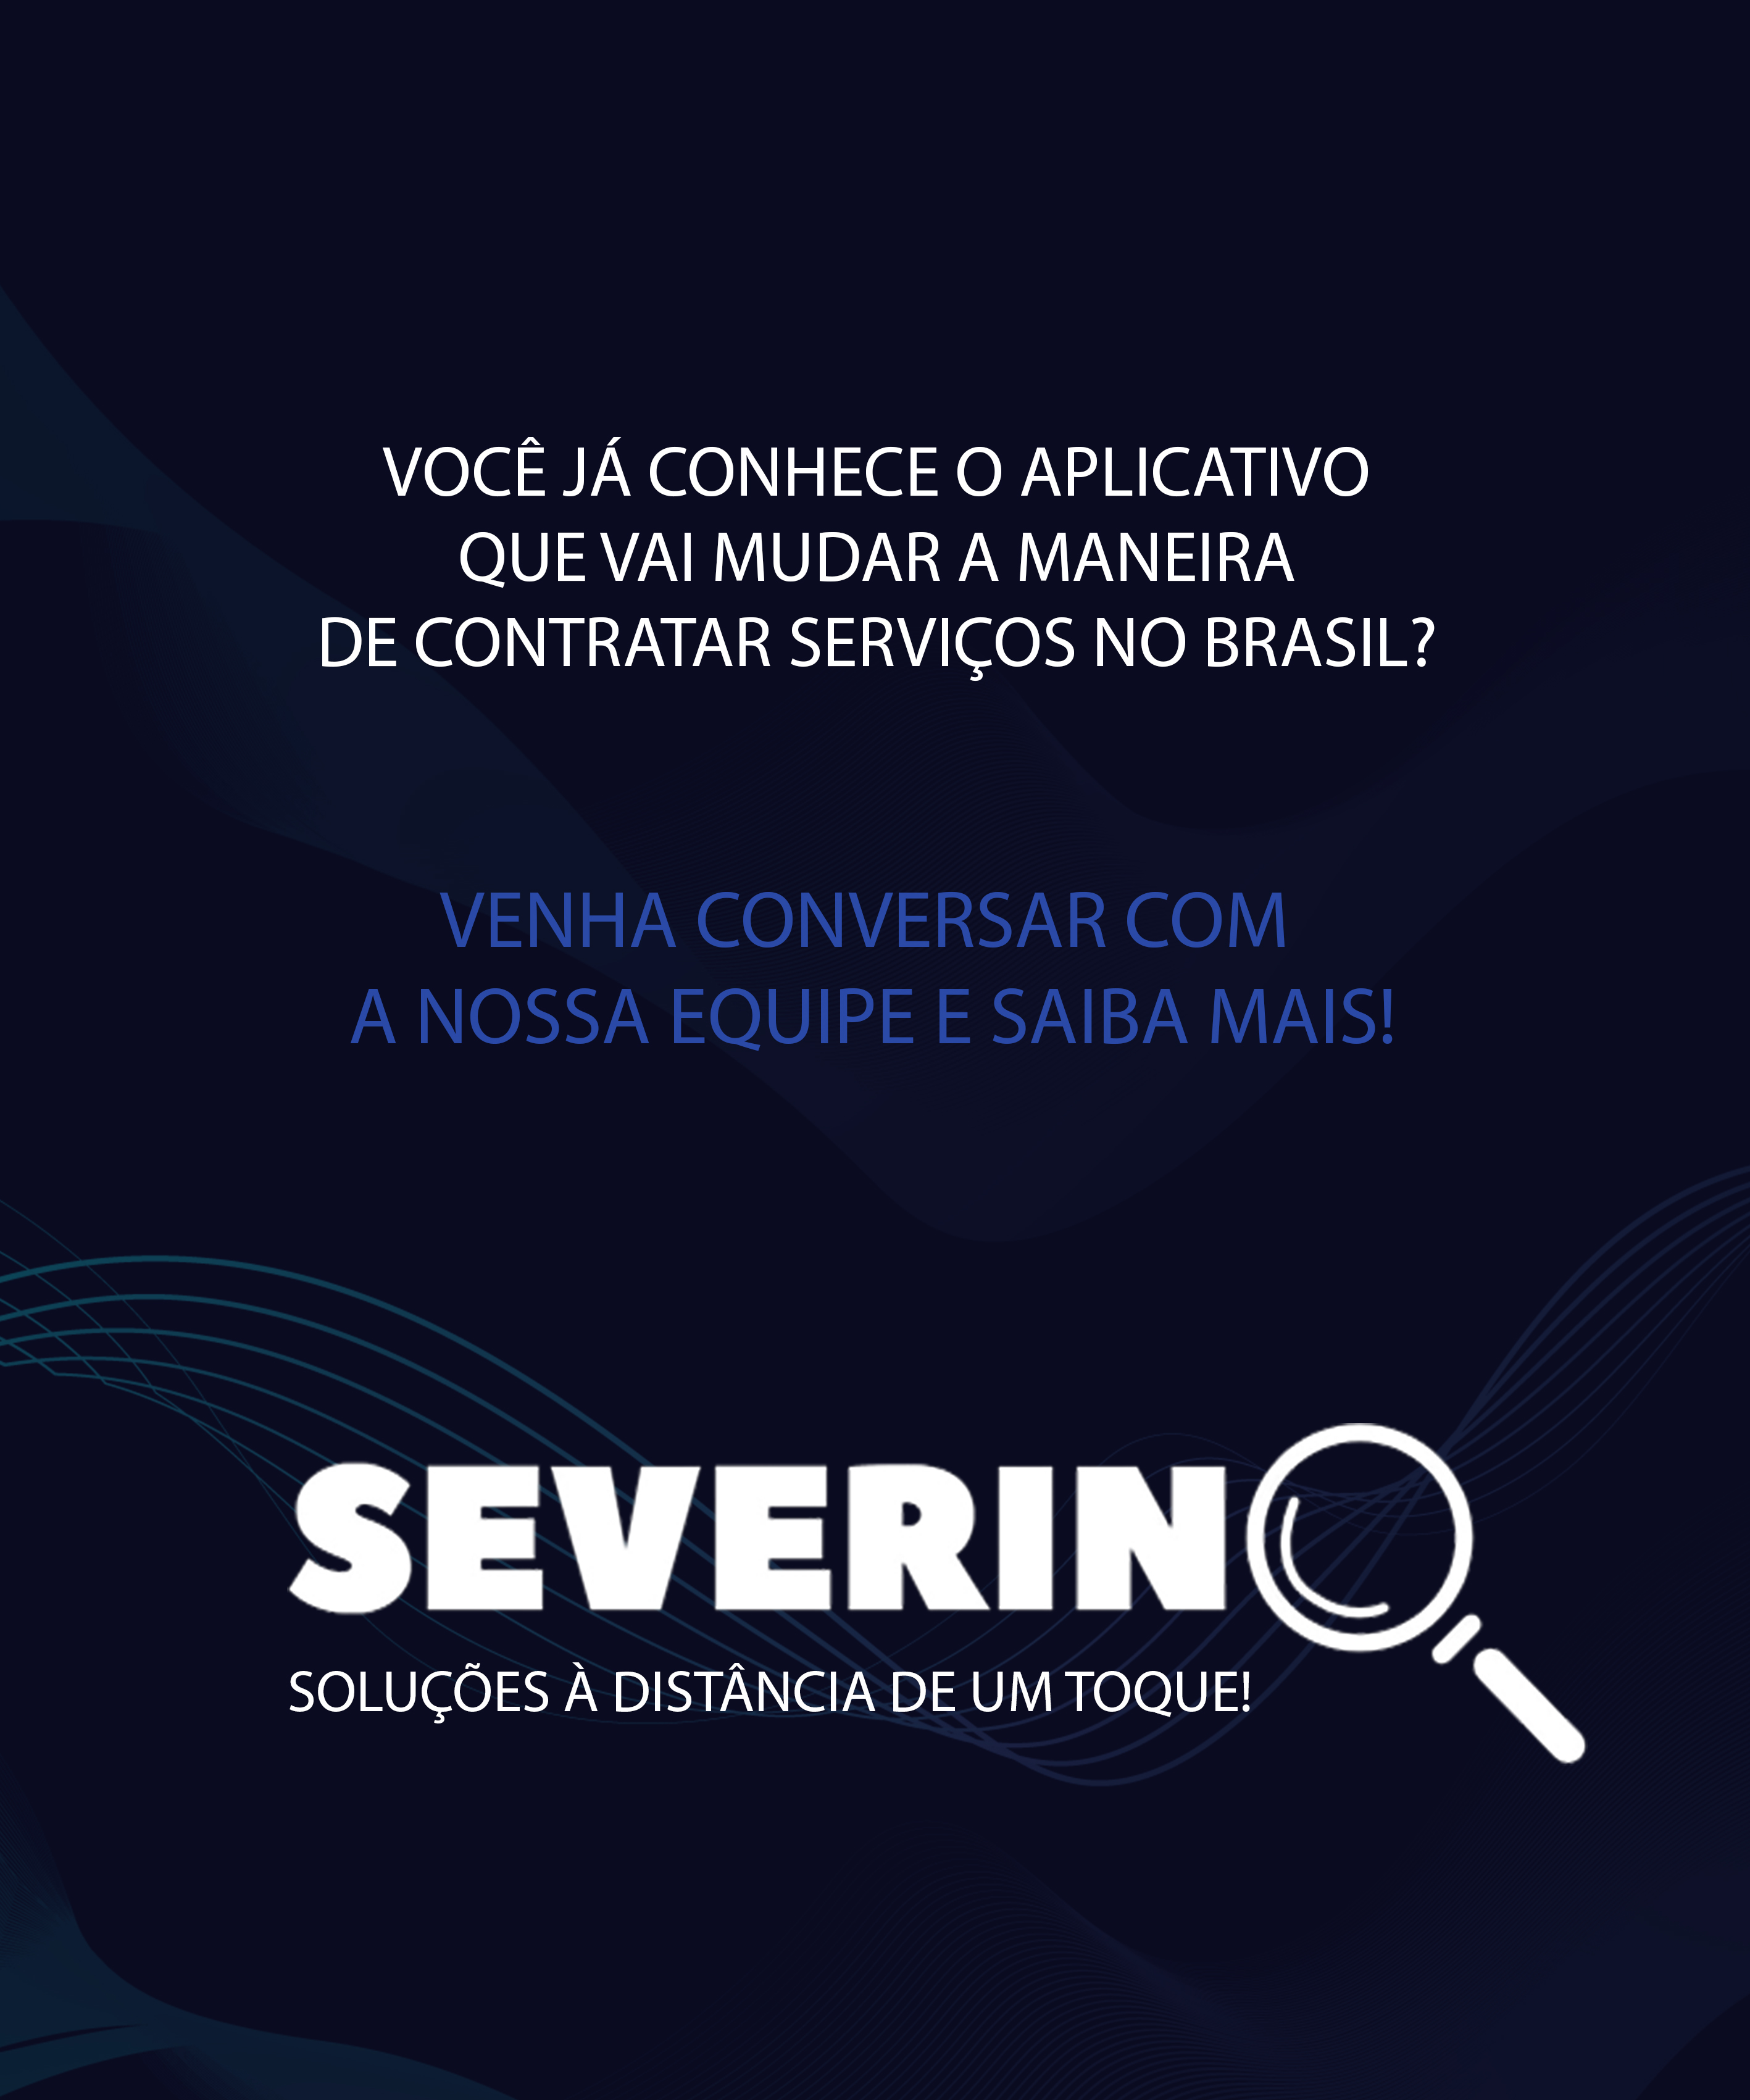 VOCÊ JÁ CONHECE O APLICATIVO
QUE VAI MUDAR A MANEIRA
DE CONTRATAR SERVIÇOS NO BRASIL?
VENHA CONVERSAR COM
A NOSSA EQUIPE E SAIBA MAIS!
SEVERINO
SOLUÇÕES À DISTÂNCIA DE UM TOQUE!